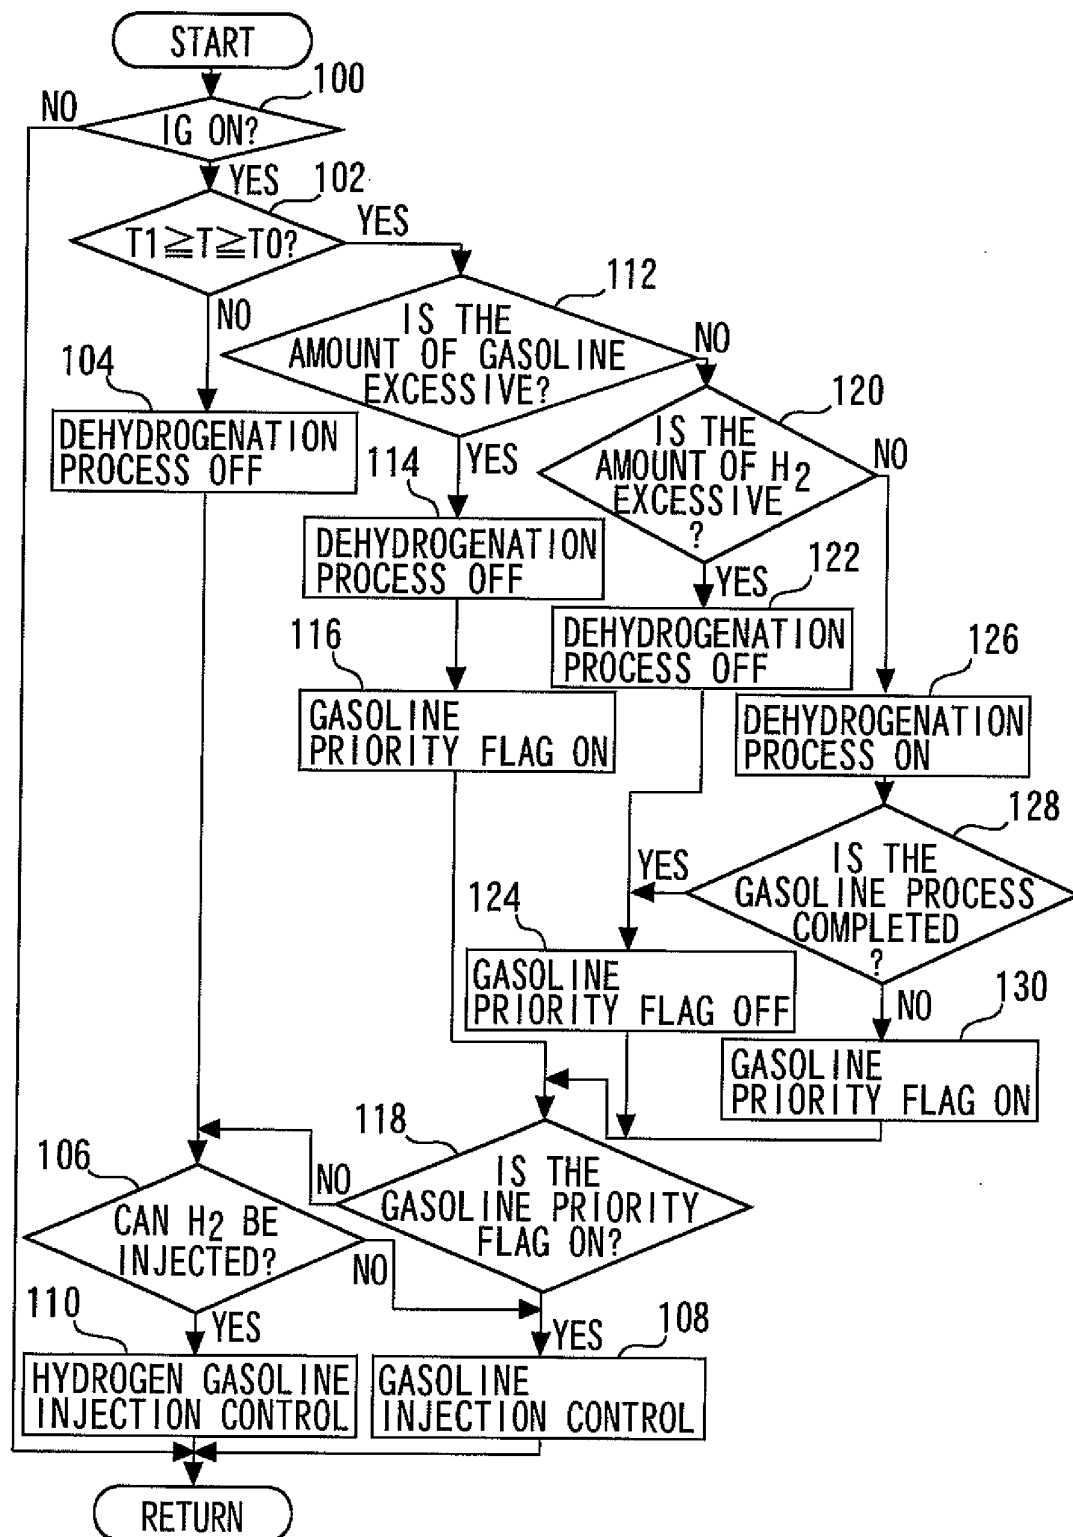 START
100
NO
IG ON?
YES
102
YES
T1≧T≧T0?
NO
112
IS THE
AMOUNT OF GASOLINE
EXCESSIVE?
NO
YES
104
DEHYDROGENATION
PROCESS OFF
120
IS THE
AMOUNT OF H2
EXCESSIVE
?
NO
YES
114
DEHYDROGENATION
PROCESS OFF
122
DEHYDROGENATION
PROCESS OFF
116
GASOLINE
PRIORITY FLAG ON
126
DEHYDROGENATION
PROCESS ON
128
IS THE
GASOLINE PROCESS
COMPLETED
?
YES
NO
124
GASOLINE
PRIORITY FLAG OFF
130
GASOLINE
PRIORITY FLAG ON
118
IS THE
GASOLINE PRIORITY
FLAG ON?
NO
YES
106
CAN H2 BE
INJECTED?
NO
YES
110
HYDROGEN GASOLINE
INJECTION CONTROL
108
GASOLINE
INJECTION CONTROL
RETURN